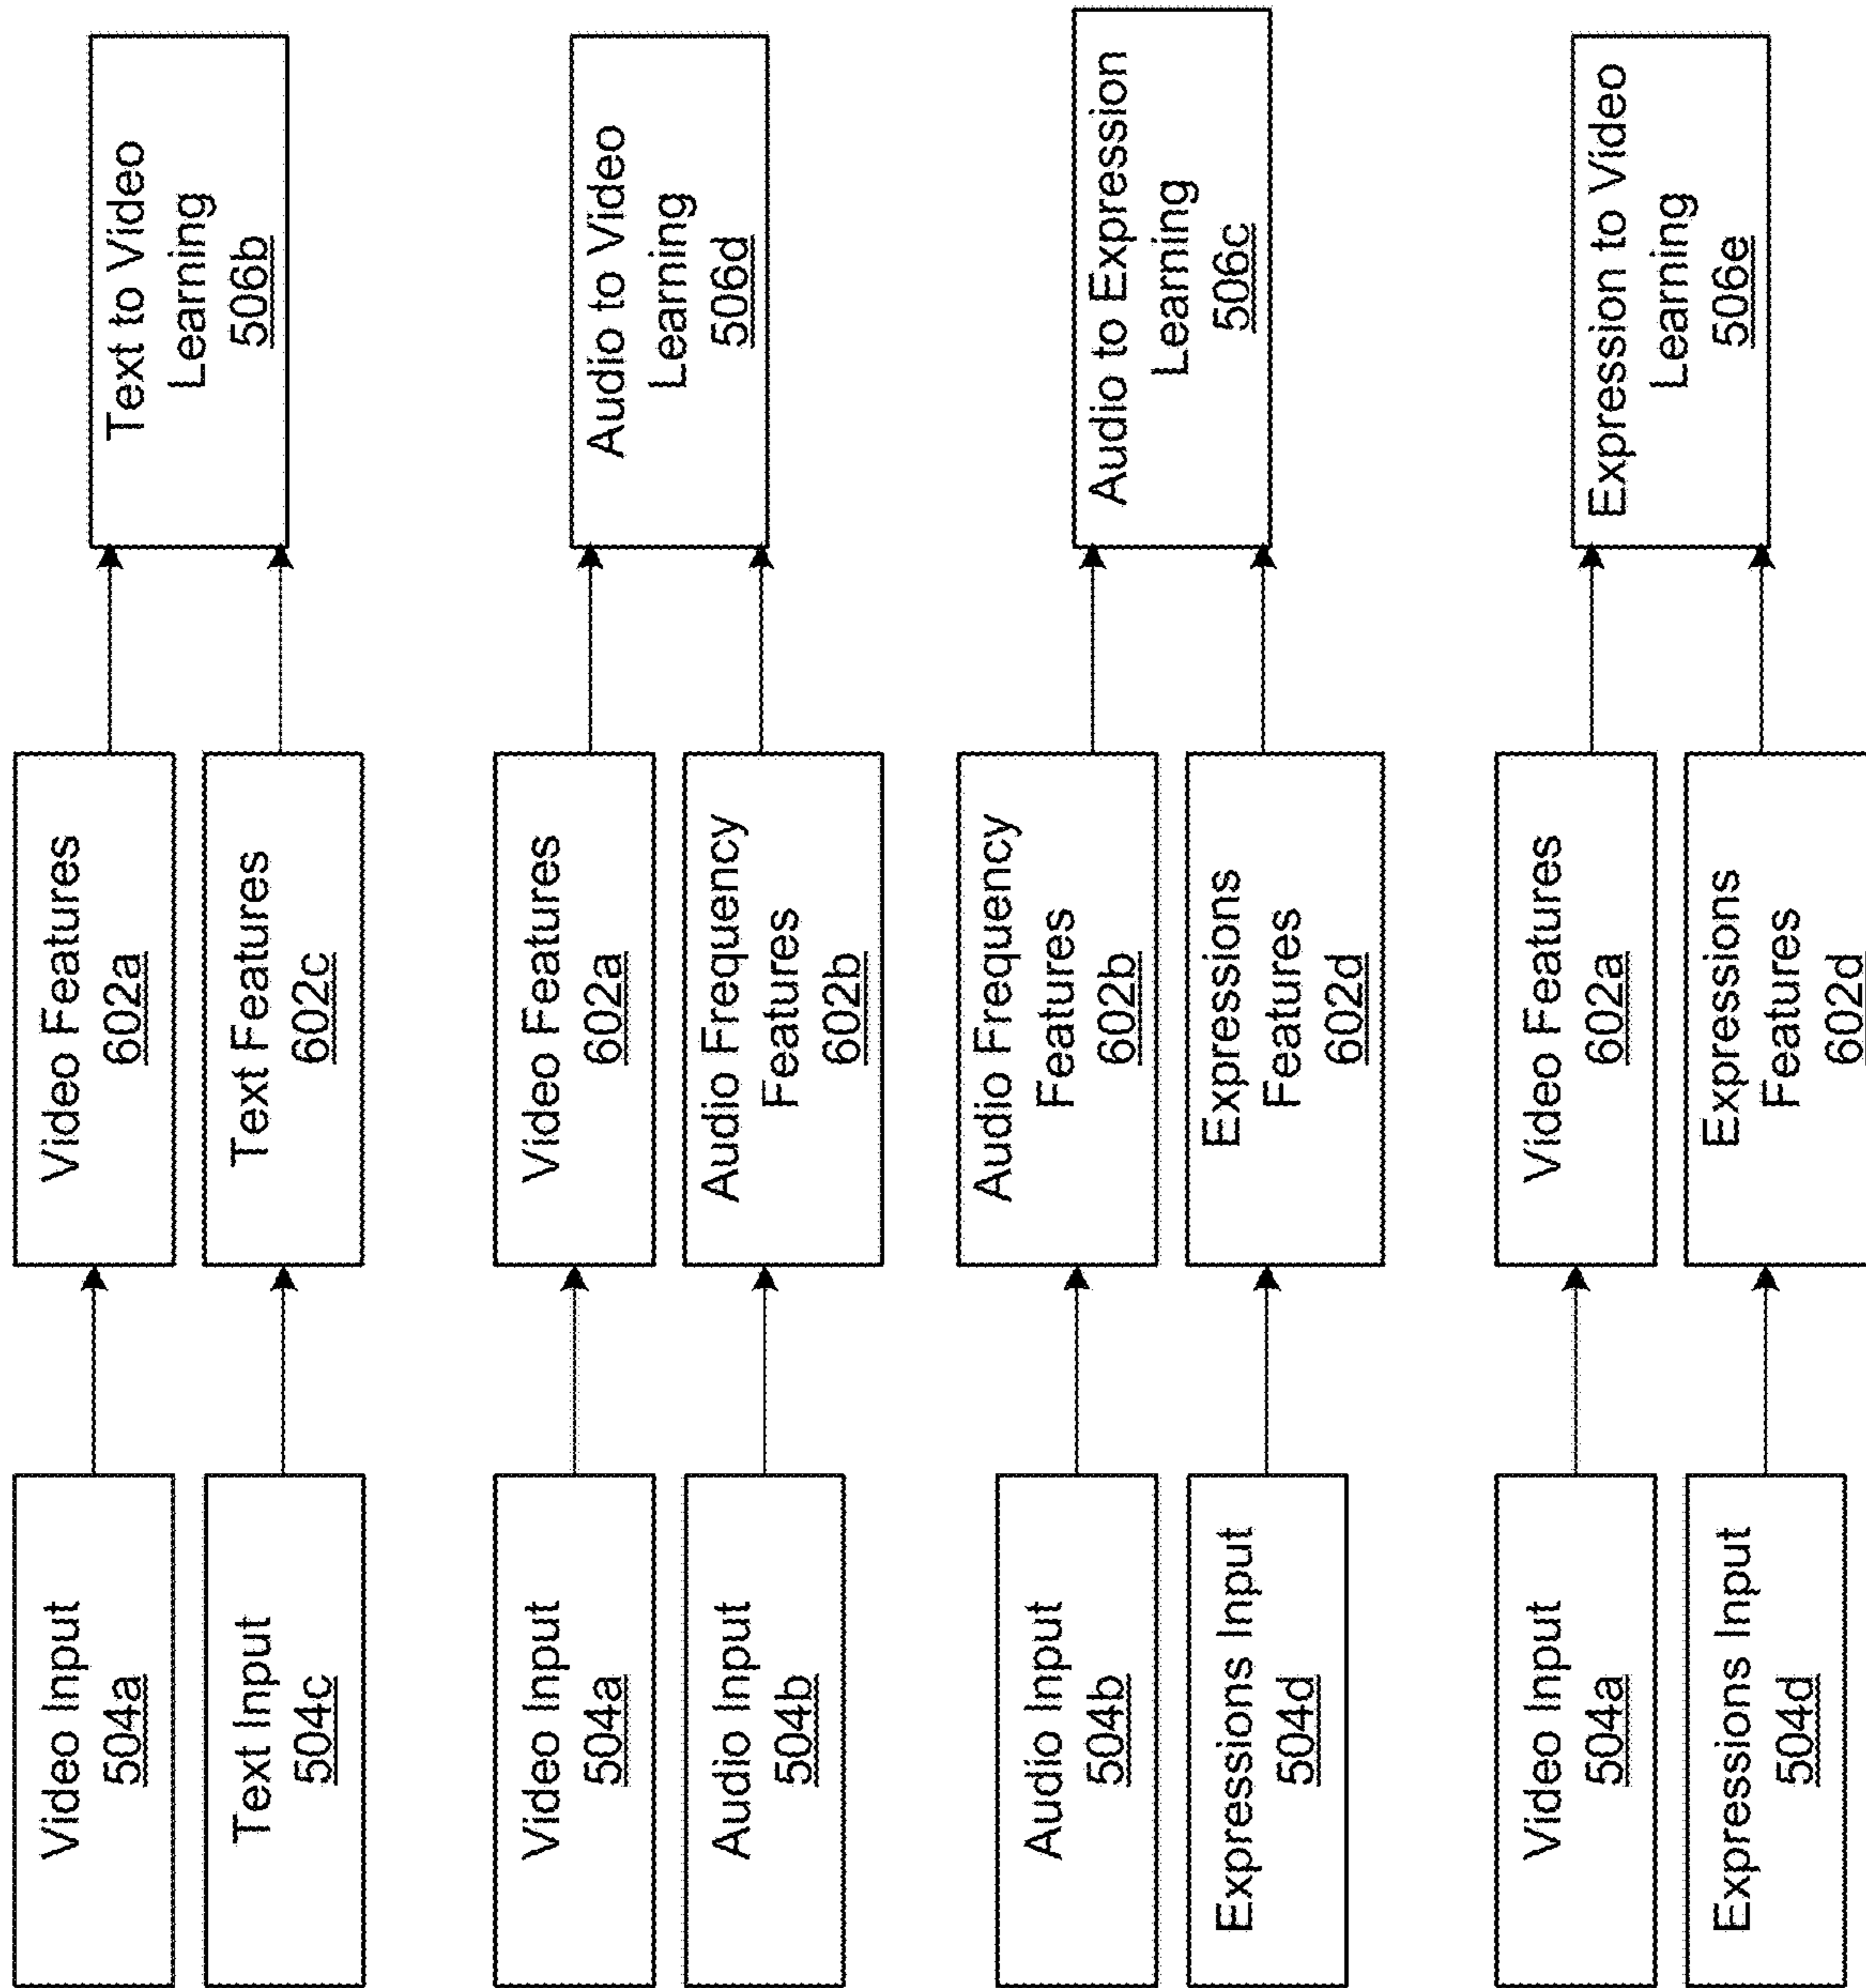 Video Input
504a
Video Features
602a
Text to Video
Learning
506b
Text Input
504c
Text Features
602c
Video Input
504a
Video Features
602a
Audio to Video
Learning
506d
Audio Input
504b
Audio Frequency
Features
602b
Audio Input
504b
Audio Frequency
Features
602b
Audio to Expression
Learning
506c
Expressions Input
504d
Expressions
Features
602d
Video Input
504a
Video Features
602a
Expression to Video
Learning
506e
Expressions Input
504d
Expressions
Features
602d